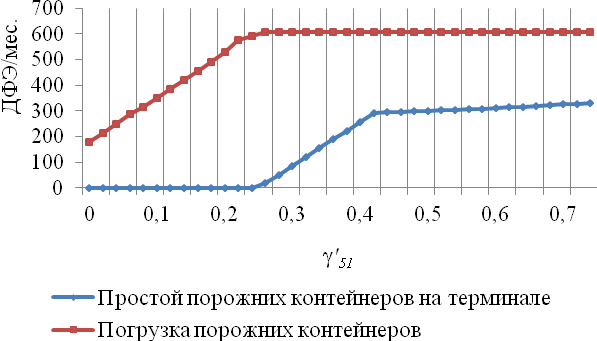 ДФЭ/мес.
700
600
500
400
300
200
100
0
0 0,1 0,2 0,3 0,4 0,5 0,6 0,7
γ'51
Простой порожних контейнеров на терминале
Погрузка порожних контейнеров